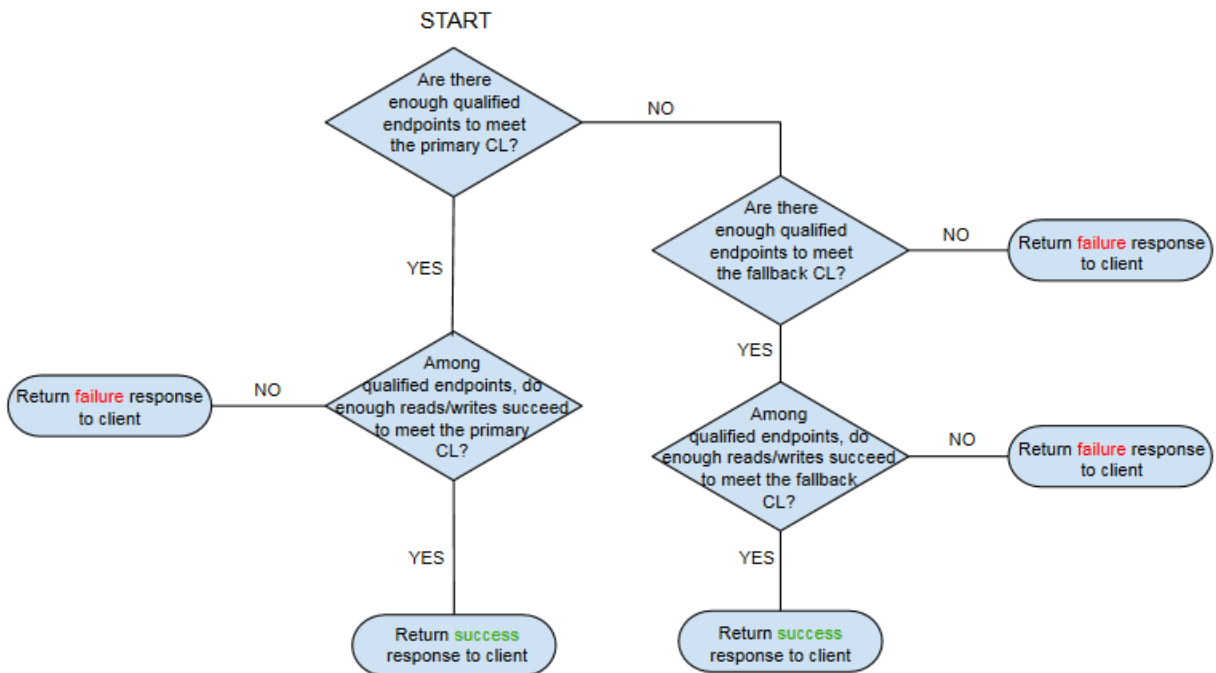 START
Are there
enough qualified
endpoints to meet
the primary CL?
NO
Are there
enough qualified
endpoints to meet
the fallback CL?
NO
Return failure response
to client
YES
YES
Among
qualified endpoints, do
enough reads/writes succeed
to meet the primary
CL?
NO
Return failure response
to client
Among
qualified endpoints, do
enough reads/writes succeed
to meet the fallback
CL?
NO
Return failure response
to client
YES
YES
Return success
response to client
Return success
response to client